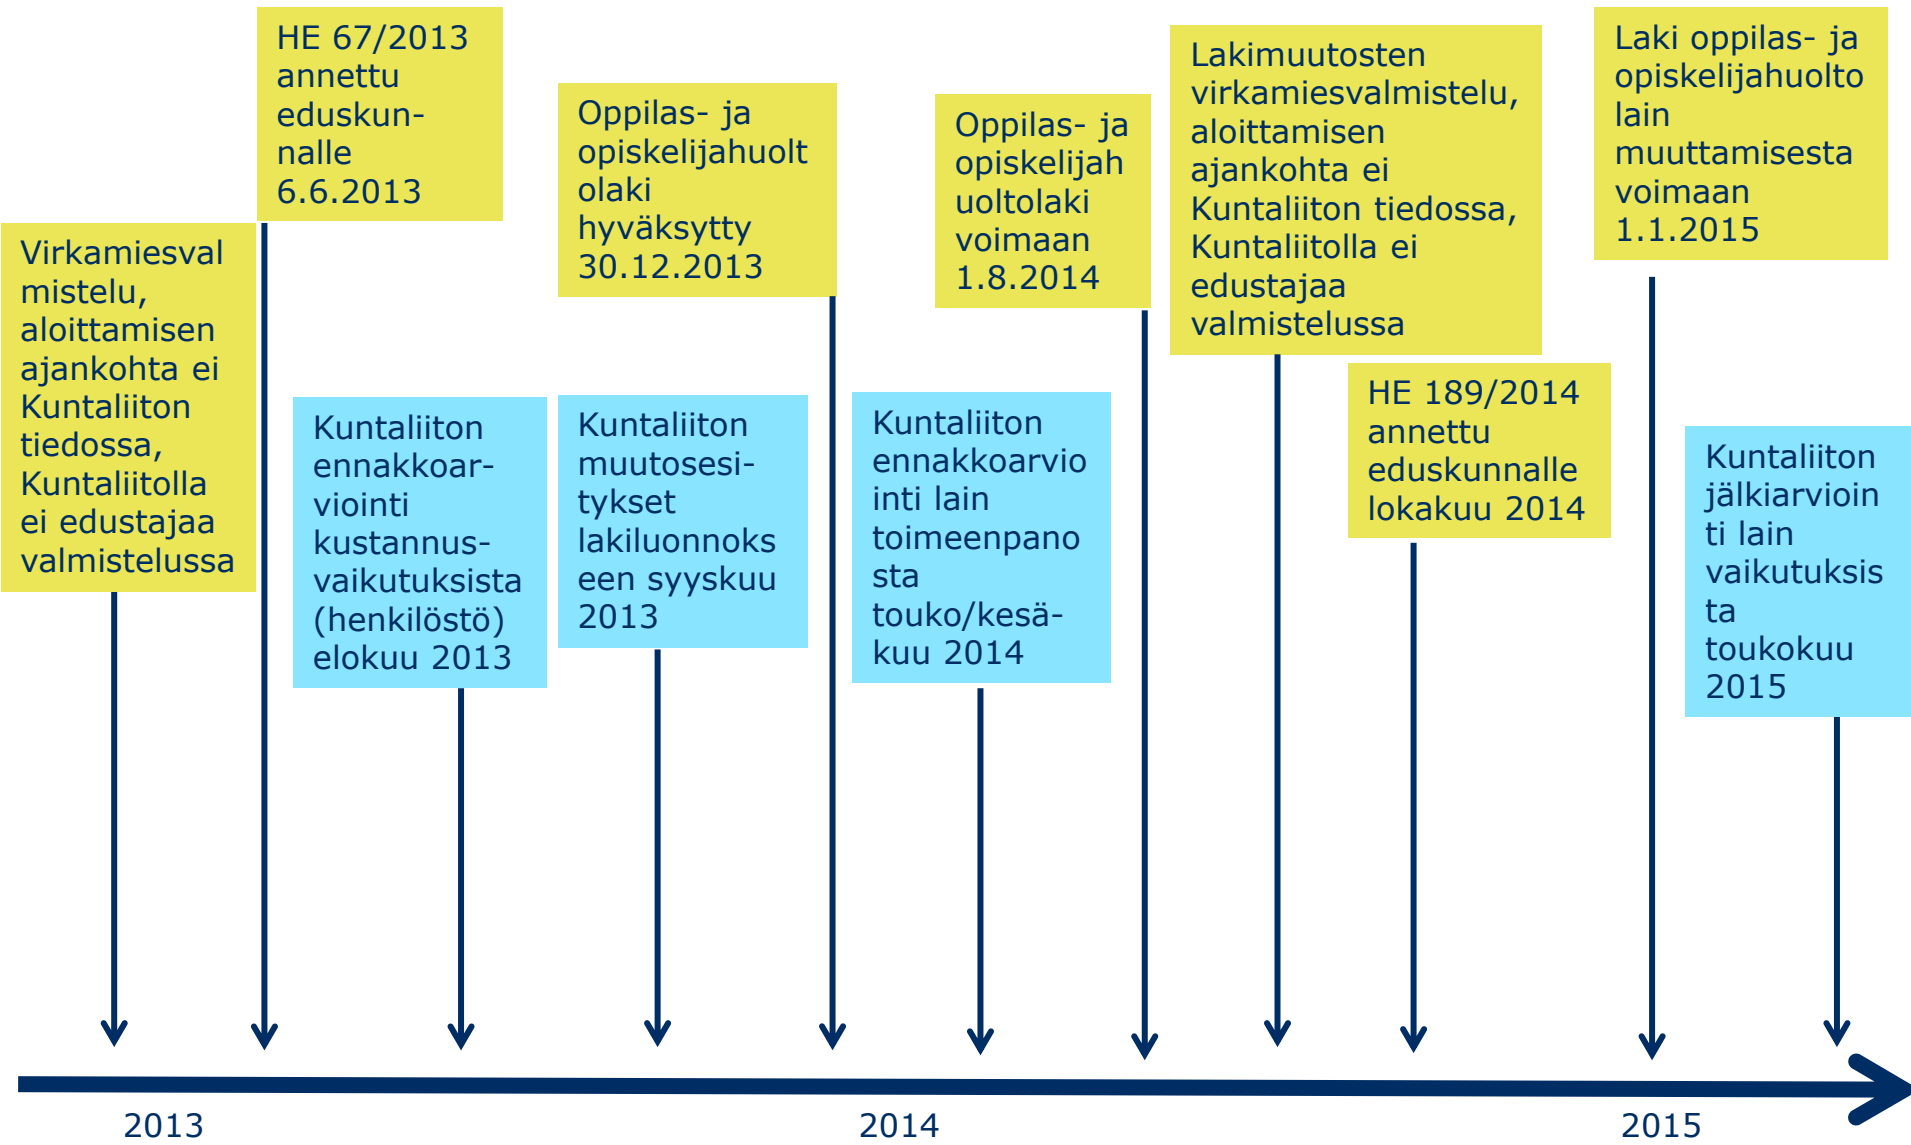 HE 67/2013
annettu
eduskun-
nalle
6.6.2013
Virkamiesval
mistelu,
aloittamisen
ajankohta ei
Kuntaliiton
tiedossa,
Kuntaliitolla
ei edustajaa
valmistelussa
Kuntaliiton
ennakkoar-
viointi
kustannus-
vaikutuksista
(henkilöstö)
elokuu 2013
Oppilas- ja
opiskelijahuolt
olaki
hyväksytty
30.12.2013
Kuntaliiton
muutosesi-
tykset
lakiluonnoks
een syyskuu
2013
Oppilas- ja
opiskelijah
uoltolaki
voimaan
1.8.2014
Kuntaliiton
ennakkoarvio
inti lain
toimeenpano
sta
touko/kesä-
kuu 2014
Lakimuutosten
virkamiesvalmistelu,
aloittamisen
ajankohta ei
Kuntaliiton tiedossa,
Kuntaliitolla ei
edustajaa
valmistelussa
HE 189/2014
annettu
eduskunnalle
lokakuu 2014
Laki oppilas- ja
opiskelijahuolto
lain
muuttamisesta
voimaan
1.1.2015
Kuntaliiton
jälkiarvioin
ti lain
vaikutuksis
ta
toukokuu
2015
2013
2014
2015